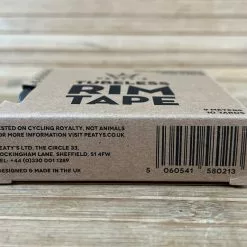 TUBELESS
RIM
TAPE
9 METERS
10 YARDS
TESTED ON CYCLING ROYALTY, NOT ANIMALS
FOR MORE INFORMATION VISIT PEATYS.CO.UK
PEATY'S LTD, THE CIRCLE 33,
ROCKINGHAM LANE, SHEFFIELD, S1 4FW
TEL: +44 (0)330 001 1289
DESIGNED & MADE IN THE UK
5 060541 580213 >